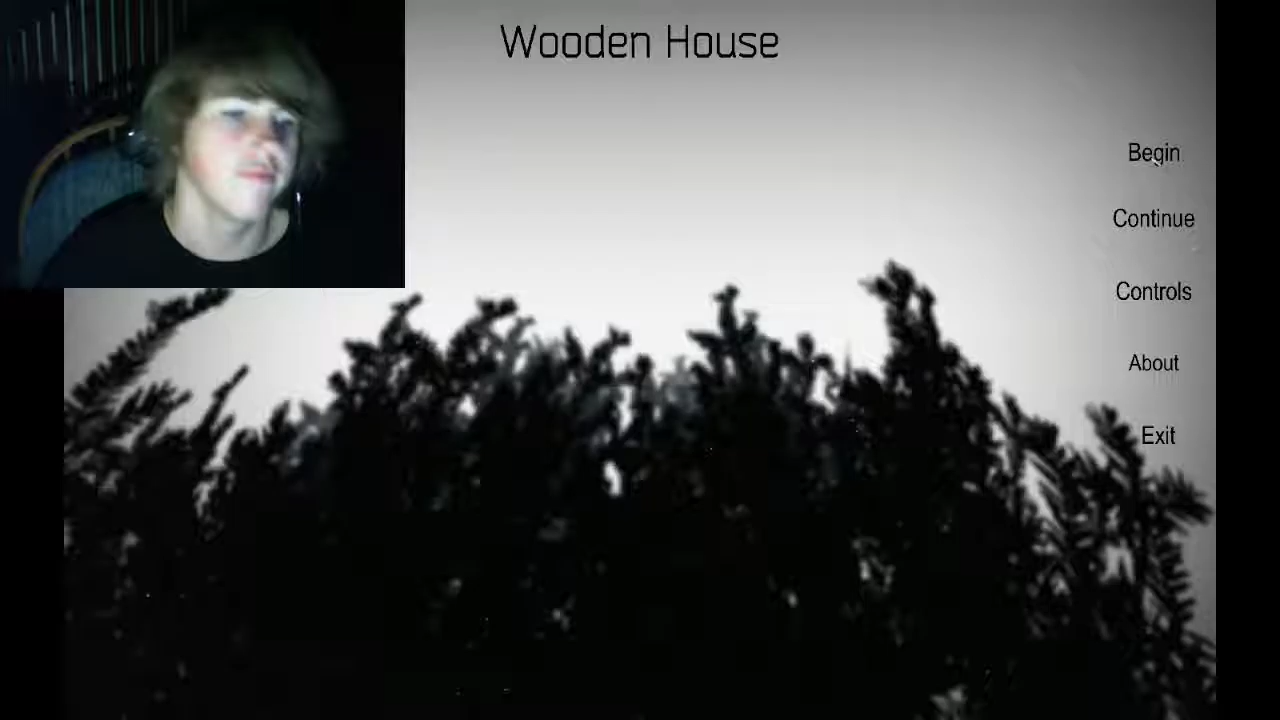 Wooden House
Begin
Continue
Controls
About
Exit